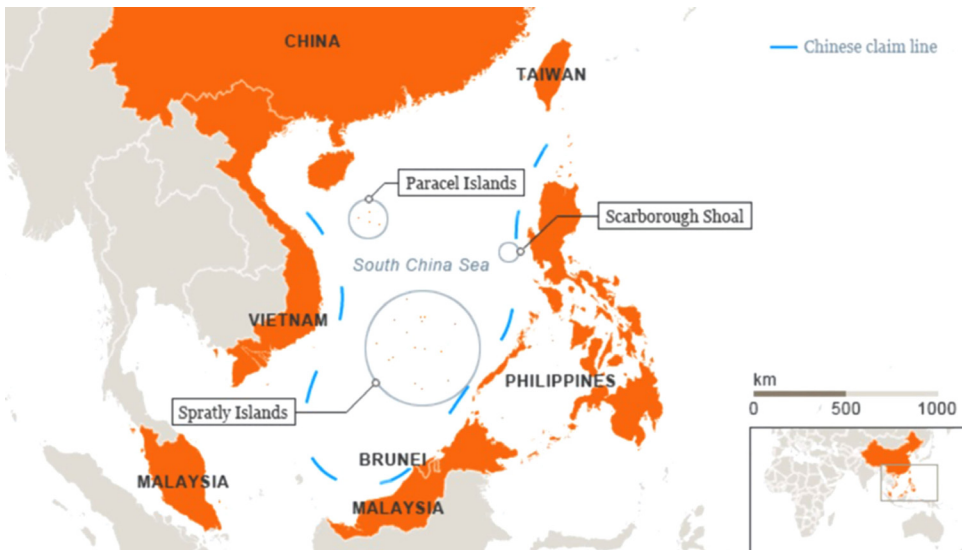 CHINA
Chinese claim line
TAIWAN
Paracel Islands
Scarborough Shoal
South China Sea
VIETNAM
PHILIPPINES
km
0 500 1000
Spratly Islands
BRUNEI
MALAYSIA
MALAYSIA